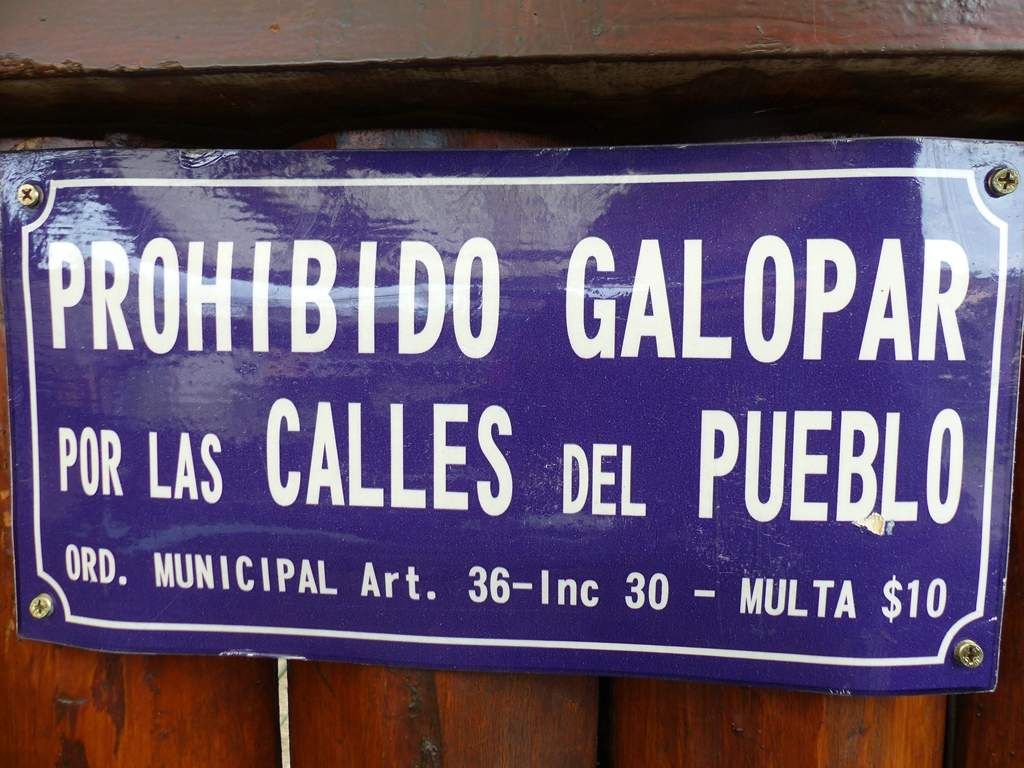 PROHIBIDO GALOPAR
POR LAS CALLES DEL PUEBLO
ORD. MUNICIPAL Art. 36-Inc 30 - MULTA $10